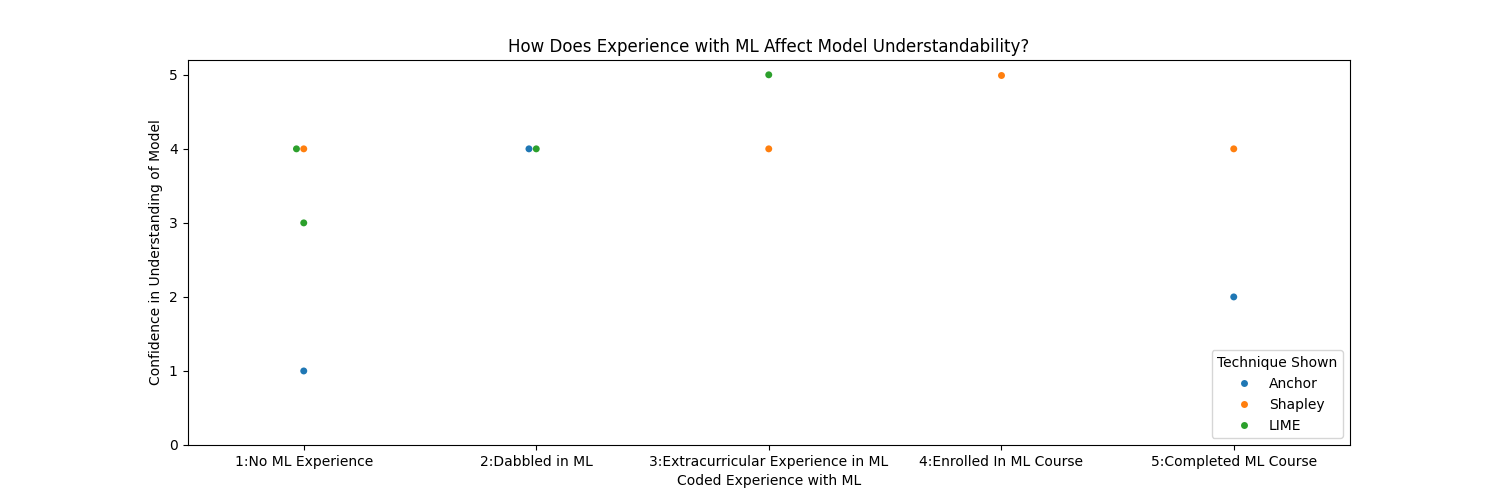 How Does Experience with ML Affect Model Understandability?
Confidence in Understanding of Model
5
4
3
2
1
0
Technique Shown
Anchor
Shapley
LIME
1:No ML Experience
2:Dabbled in ML
3:Extracurricular Experience in ML
4:Enrolled In ML Course
5:Completed ML Course
Coded Experience with ML